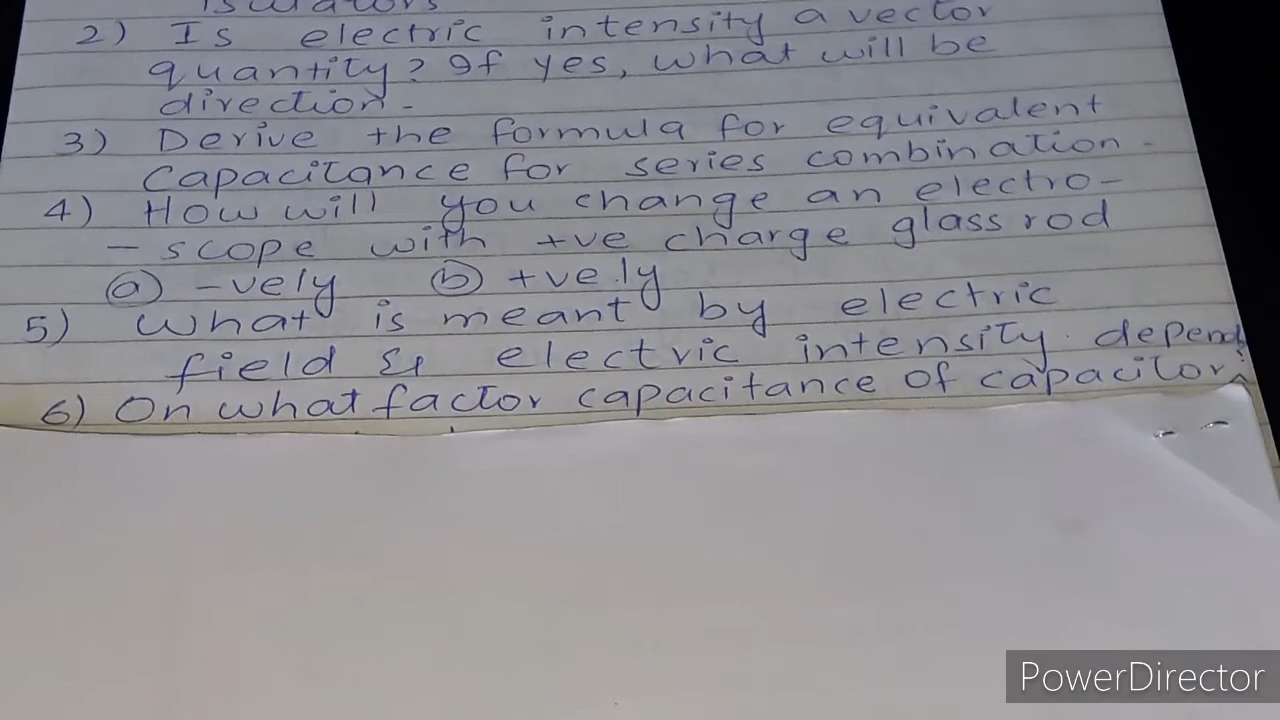 2) Is electric intensity a vector
quantity? If yes, what will be
direction.
3) Derive the formula for equivalent
Capacitance for series combination.
4) How will you change an electro-
- scope with +ve charge glass rod
(a) -vely (b) +vely
5) What is meant by electric
field & electric intensity.
depend
6) On what factor capacitance of capacitor
PowerDirector